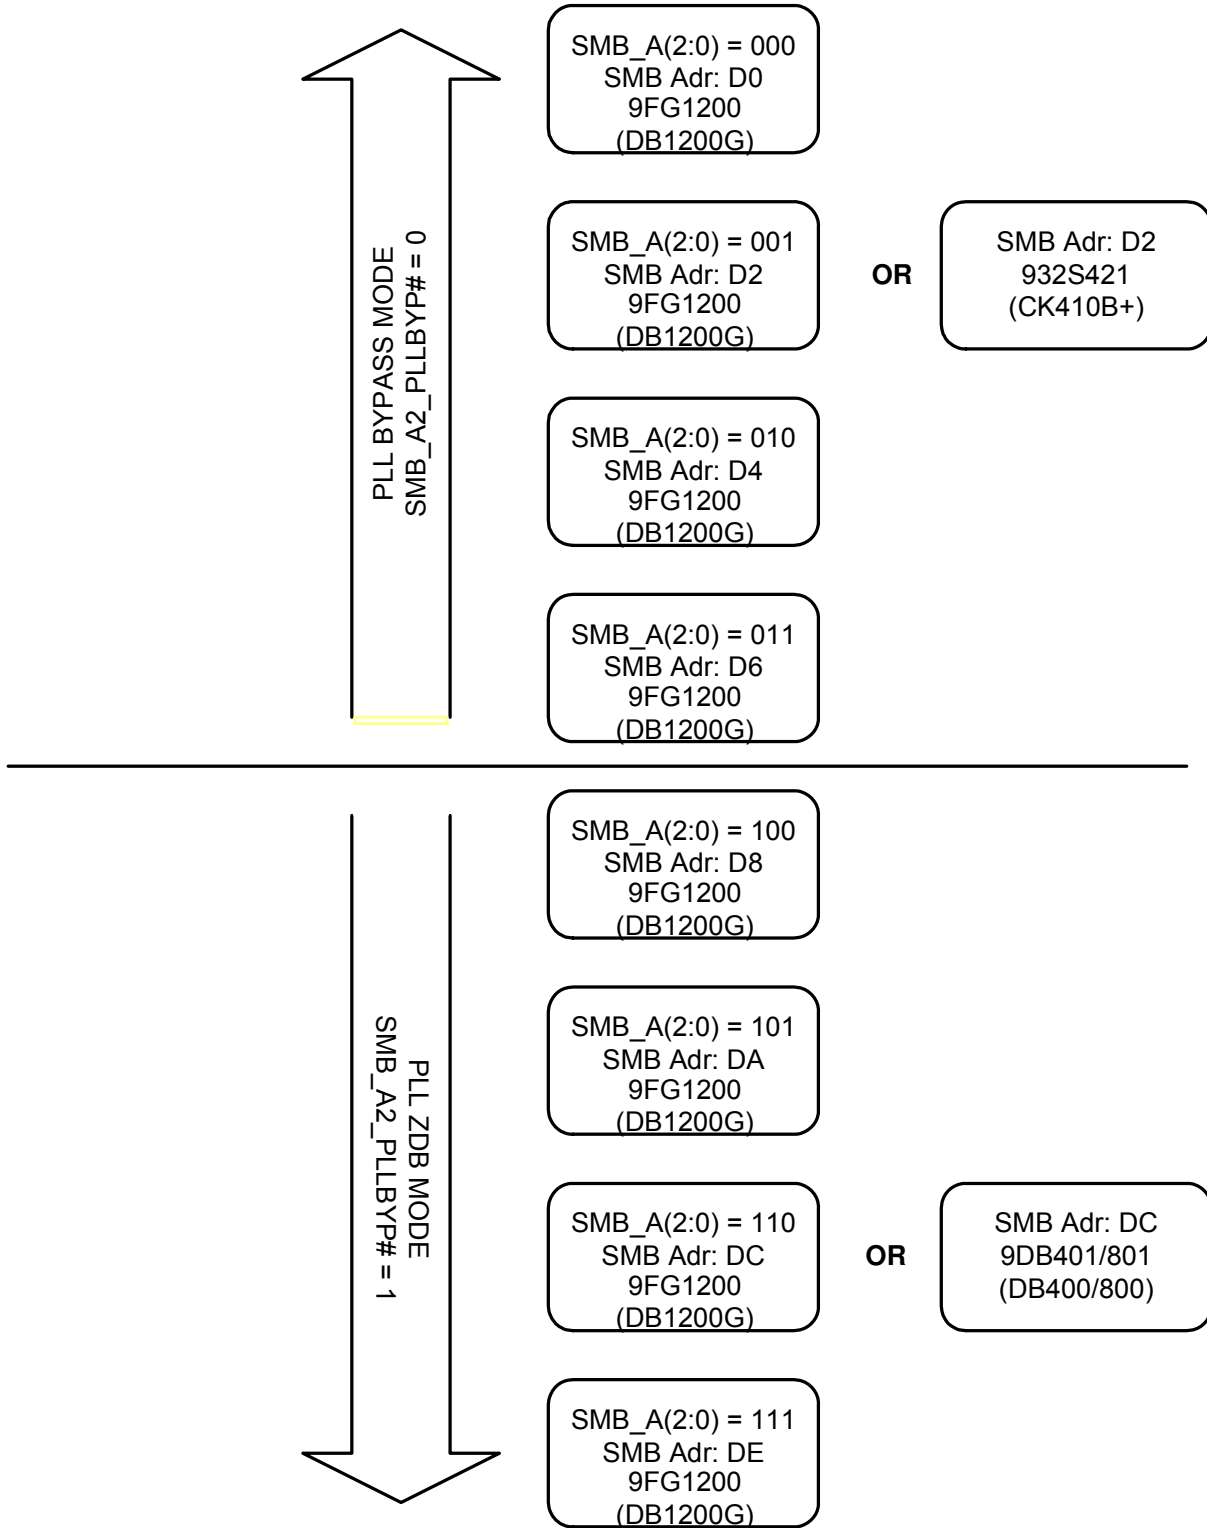 PLL BYPASS MODE
SMB_A2_PLLBYP# = 0
SMB_A(2:0) = 000
SMB Adr: D0
9FG1200
(DB1200G)
SMB_A(2:0) = 001
SMB Adr: D2
9FG1200
(DB1200G)
OR
SMB Adr: D2
932S421
(CK410B+)
SMB_A(2:0) = 010
SMB Adr: D4
9FG1200
(DB1200G)
SMB_A(2:0) = 011
SMB Adr: D6
9FG1200
(DB1200G)
PLL ZDB MODE
SMB_A2_PLLBYP# = 1
SMB_A(2:0) = 100
SMB Adr: D8
9FG1200
(DB1200G)
SMB_A(2:0) = 101
SMB Adr: DA
9FG1200
(DB1200G)
SMB_A(2:0) = 110
SMB Adr: DC
9FG1200
(DB1200G)
OR
SMB Adr: DC
9DB401/801
(DB400/800)
SMB_A(2:0) = 111
SMB Adr: DE
9FG1200
(DB1200G)